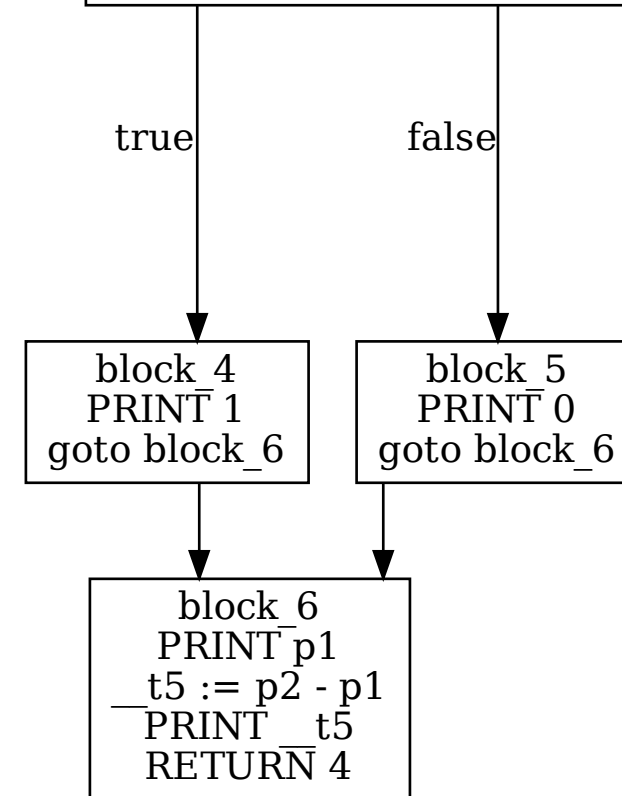 true
false
block_4
PRINT 1
goto block_6
block_5
PRINT 0
goto block_6
block_6
PRINT p1
__t5 := p2 - p1
PRINT __t5
RETURN 4